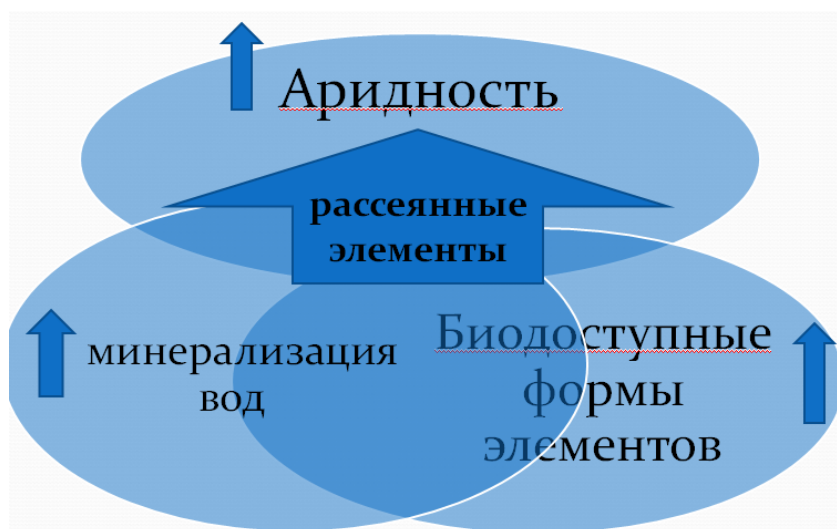 Аридность
рассеянные
элементы
минерализация
вод
Биодоступные
формы
элементов